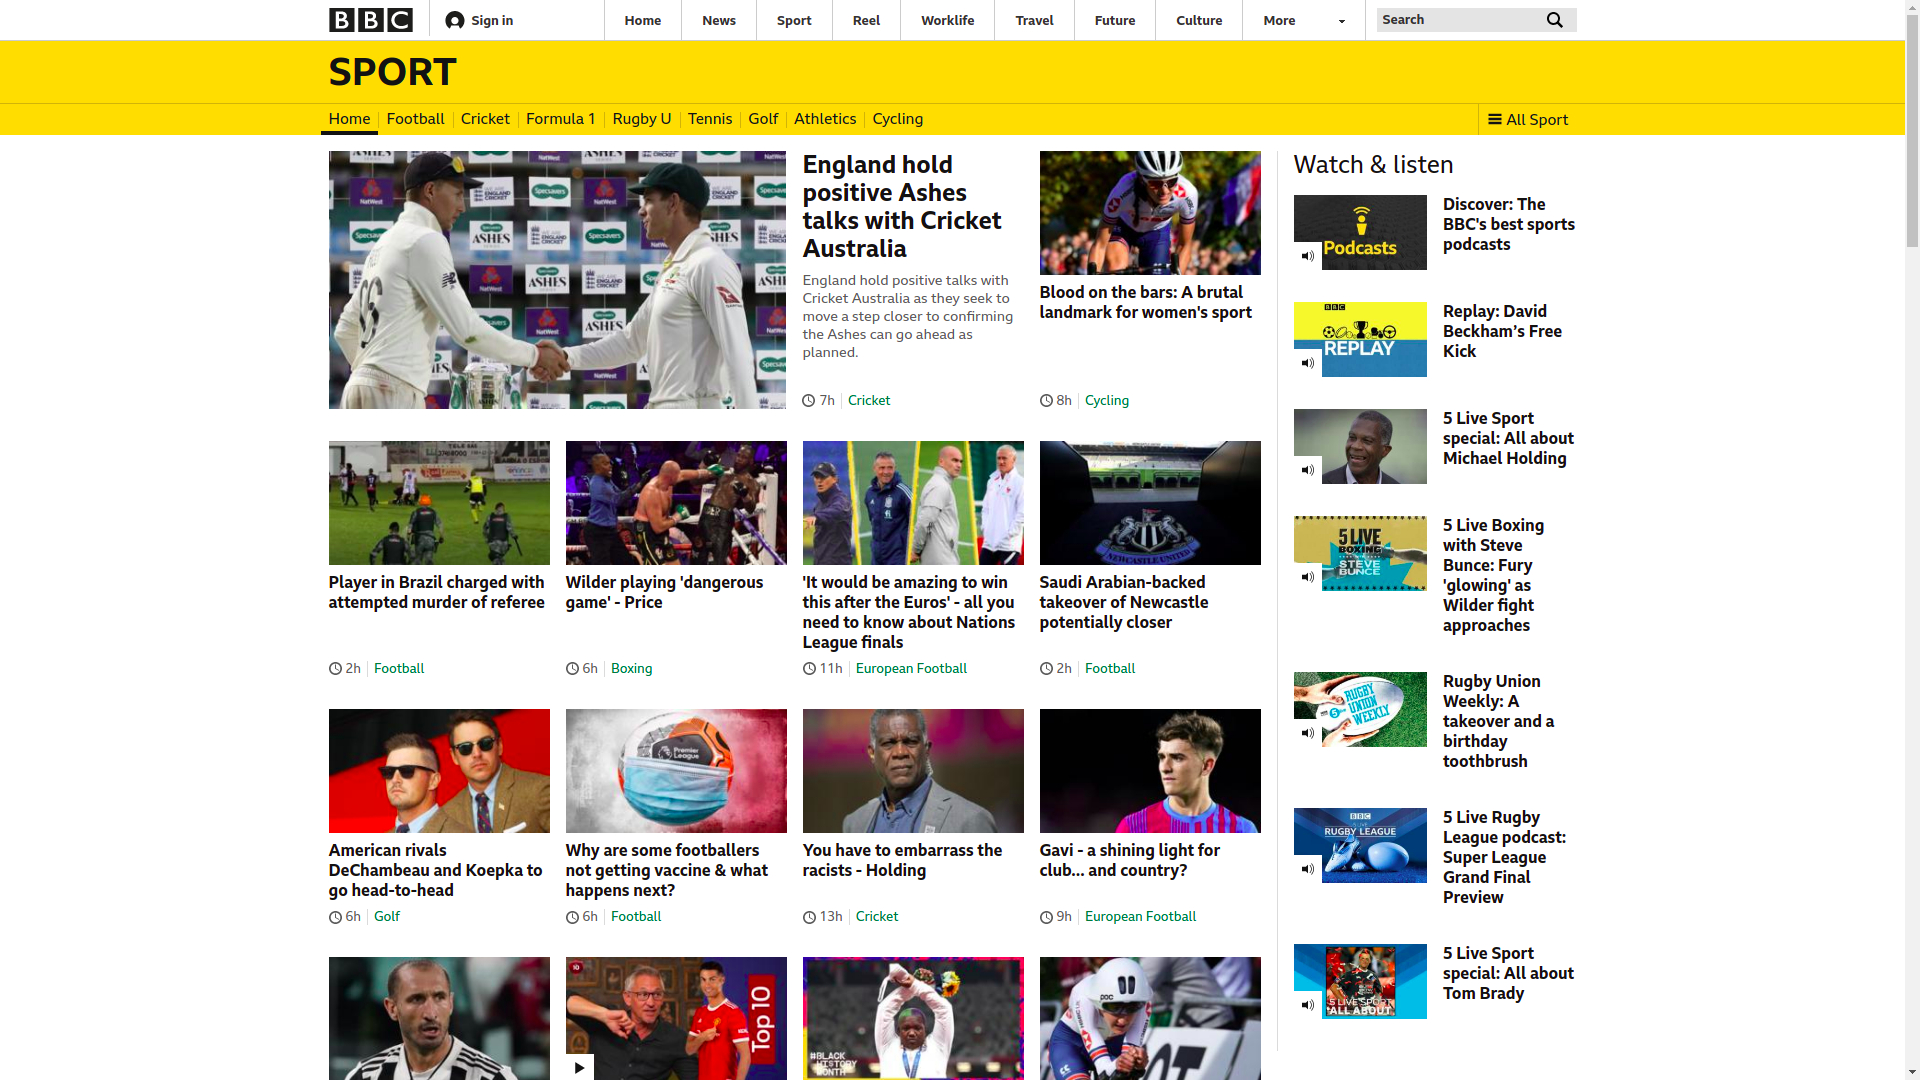 BBC
Sign in
Home
News
Sport
Reel
Worklife
Travel
Future
Culture
More
Search
SPORT
Home
Football
Cricket
Formula 1
Rugby U
Tennis
Golf
Athletics
Cycling
All Sport
England hold
positive Ashes
talks with Cricket
Australia
England hold positive talks with
Cricket Australia as they seek to
move a step closer to confirming
the Ashes can go ahead as
planned.
7h
Cricket
Blood on the bars: A brutal
landmark for women's sport
8h
Cycling
Player in Brazil charged with
attempted murder of referee
2h
Football
Wilder playing 'dangerous
game' - Price
6h
Boxing
'It would be amazing to win
this after the Euros' - all you
need to know about Nations
League finals
11h
European Football
NEWCASTLE UNITED
Saudi Arabian-backed
takeover of Newcastle
potentially closer
2h
Football
American rivals
DeChambeau and Koepka to
go head-to-head
6h
Golf
Premier
League
Why are some footballers
not getting vaccine & what
happens next?
6h
Football
You have to embarrass the
racists - Holding
13h
Cricket
Gavi - a shining light for
club... and country?
9h
European Football
Top 10
#BLACK
HISTORY
MONTH
poc
Watch & listen
Podcasts
Discover: The
BBC's best sports
podcasts
BBC
REPLAY
Replay: David
Beckham’s Free
Kick
5 Live Sport
special: All about
Michael Holding
5 LIVE
BOXING
STEVE
BUNCE
5 Live Boxing
with Steve
Bunce: Fury
'glowing' as
Wilder fight
approaches
RUGBY
UNION
WEEKLY
Rugby Union
Weekly: A
takeover and a
birthday
toothbrush
BBC
RUGBY LEAGUE
5 Live Rugby
League podcast:
Super League
Grand Final
Preview
5 LIVE SPORT
ALL ABOUT
5 Live Sport
special: All about
Tom Brady